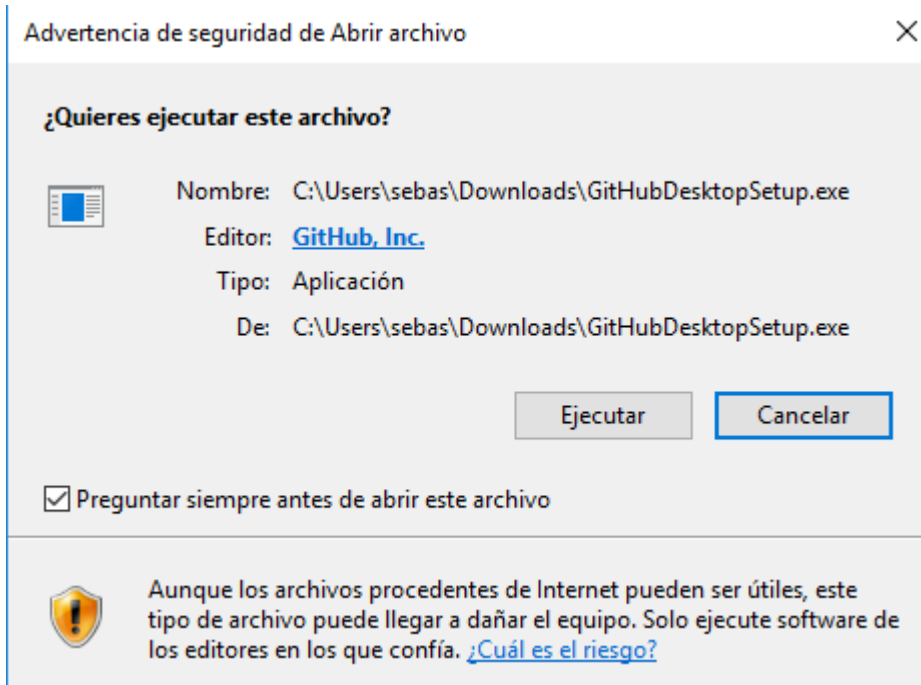 Advertencia de seguridad de Abrir archivo
¿Quieres ejecutar este archivo?
Nombre: C:\Users\sebas\Downloads\GitHubDesktopSetup.exe
Editor: GitHub, Inc.
Tipo: Aplicación
De: C:\Users\sebas\Downloads\GitHubDesktopSetup.exe
Ejecutar Cancelar
Preguntar siempre antes de abrir este archivo
Aunque los archivos procedentes de Internet pueden ser útiles, este
tipo de archivo puede llegar a dañar el equipo. Solo ejecute software de
los editores en los que confía. ¿Cuál es el riesgo?